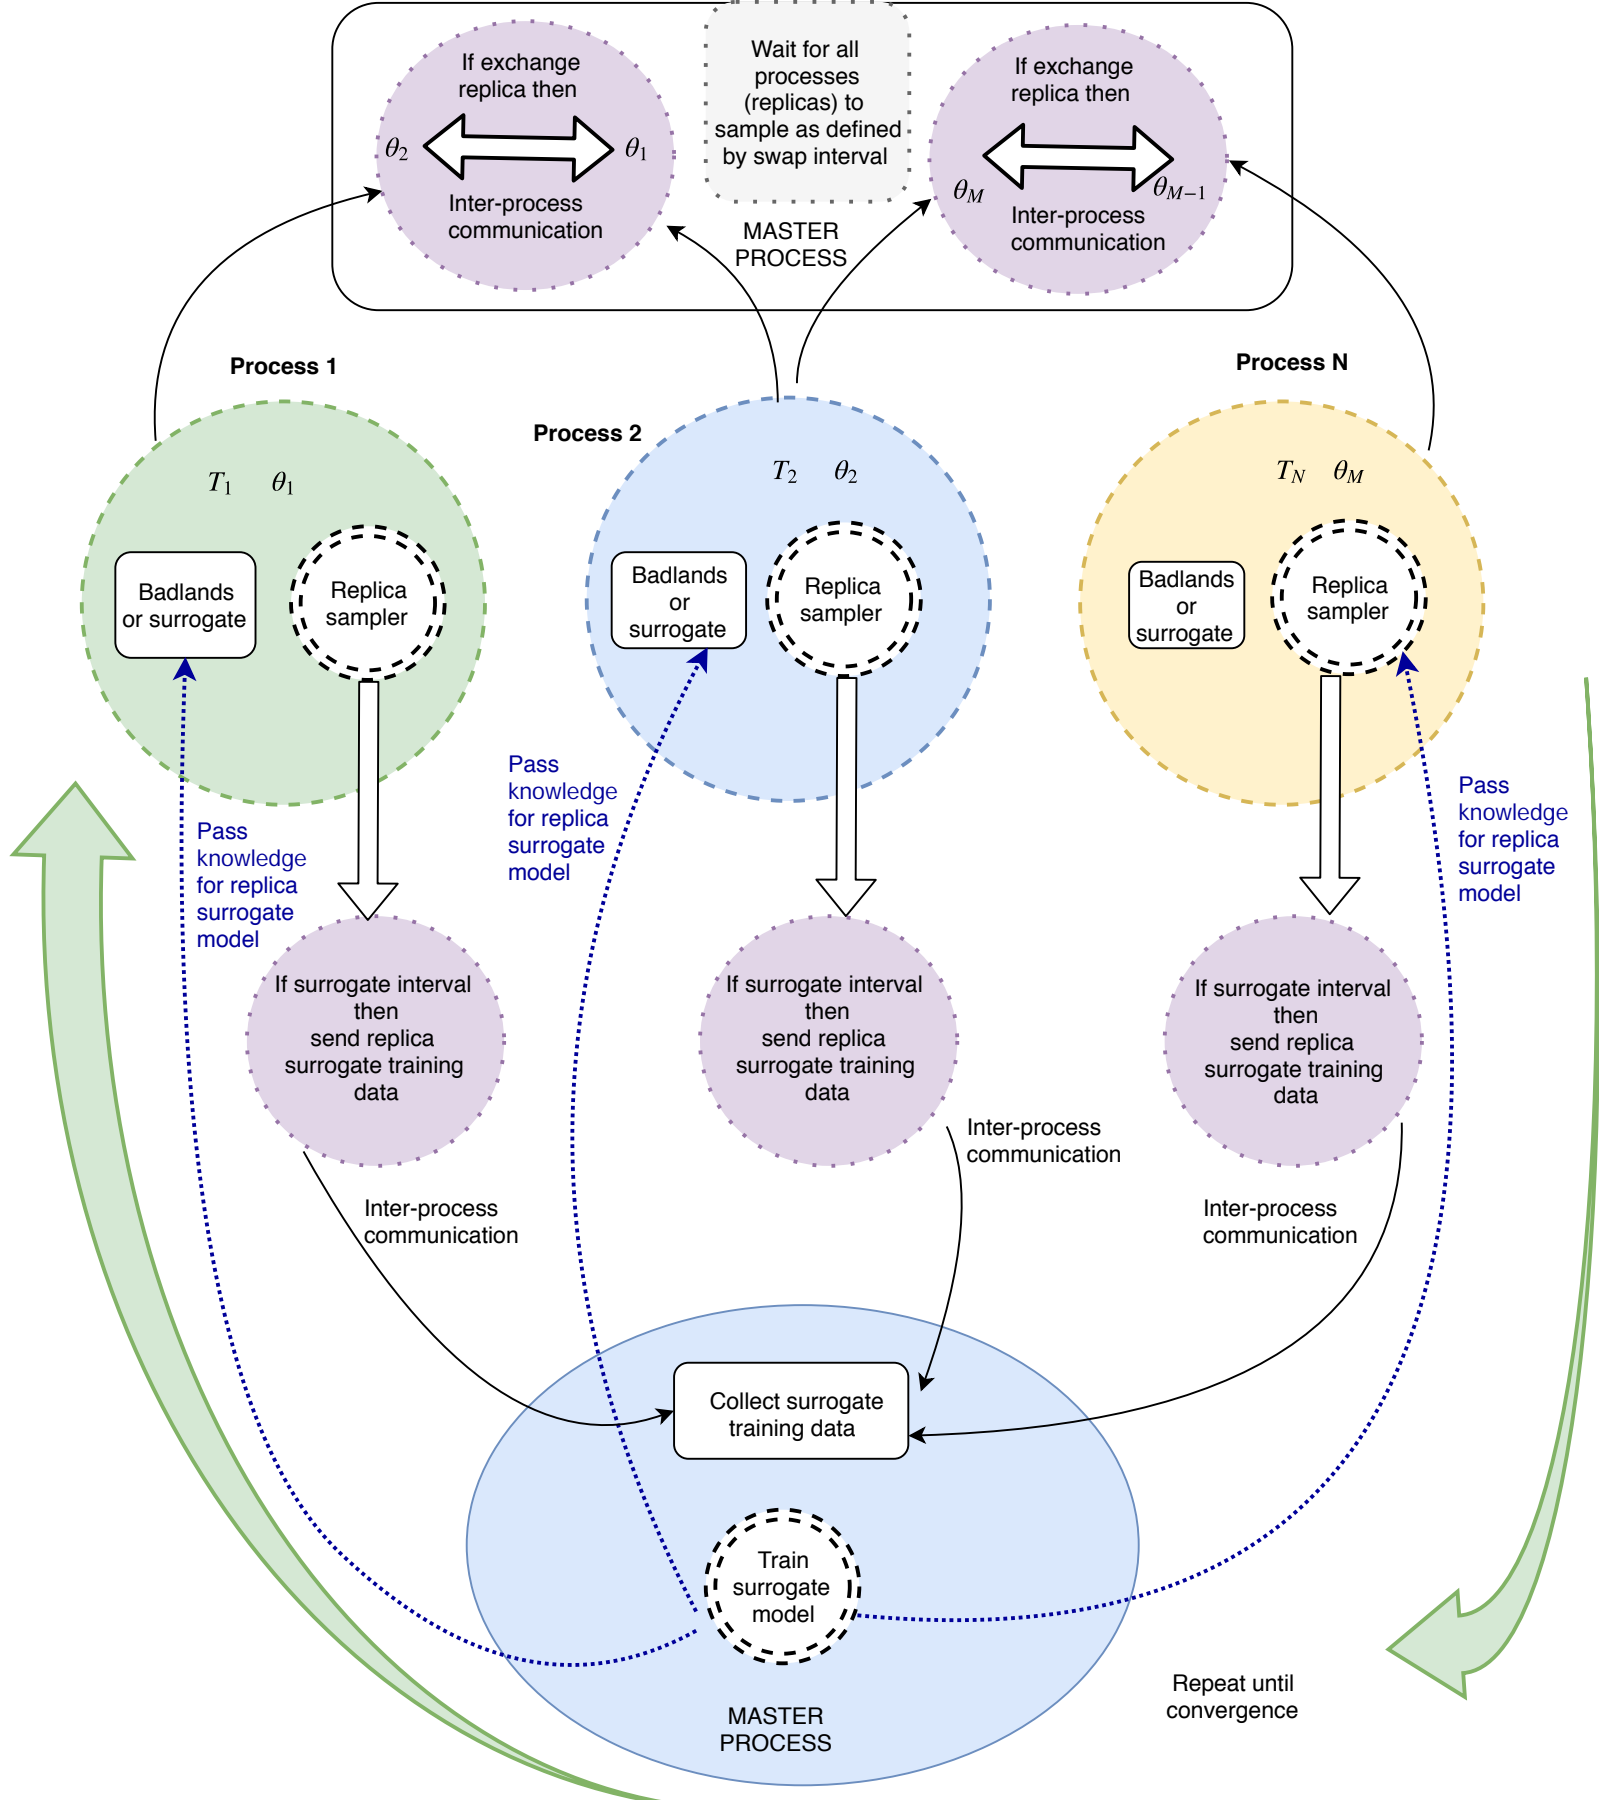 If exchange
replica then
θ2
θ1
Inter-process
communication
Wait for all
processes
(replicas) to
sample as defined
by swap interval
MASTER
PROCESS
If exchange
replica then
θM
θM−1
Inter-process
communication
Process 1
T1 θ1
Badlands
or surrogate
Replica
sampler
Process 2
T2 θ2
Badlands
or
surrogate
Replica
sampler
Process N
TN θM
Badlands
or
surrogate
Replica
sampler
Pass
knowledge
for replica
surrogate
model
Pass
knowledge
for replica
surrogate
model
Pass
knowledge
for replica
surrogate
model
If surrogate interval
then
send replica
surrogate training
data
If surrogate interval
then
send replica
surrogate training
data
If surrogate interval
then
send replica
surrogate training
data
Inter-process
communication
Inter-process
communication
Inter-process
communication
Collect surrogate
training data
Train
surrogate
model
MASTER
PROCESS
Repeat until
convergence